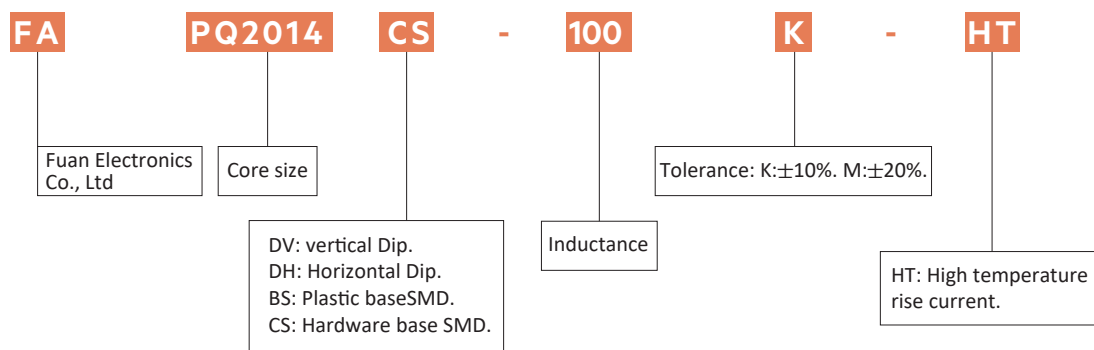 FA PQ2014 CS - 100 K - HT
Fuan Electronics
Co., Ltd
Core size
DV: vertical Dip.
DH: Horizontal Dip.
BS: Plastic baseSMD.
CS: Hardware base SMD.
Inductance
Tolerance: K:±10%. M:±20%.
HT: High temperature
rise current.